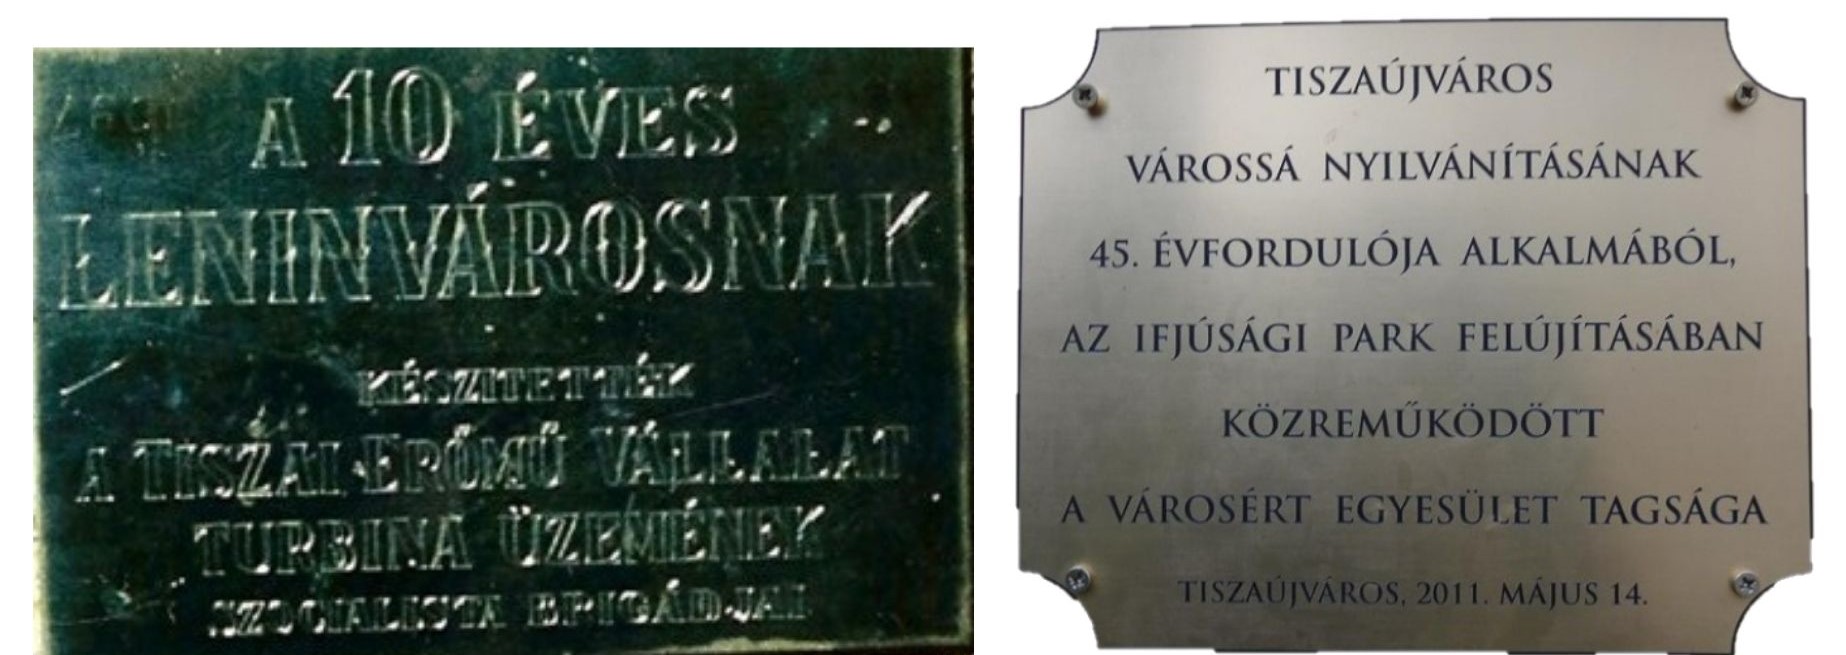 A 10 ÉVES
LENINVÁROSNAK
KÉSZITETTÉK
A TISZAI ERŐMŰ VÁLLALAT
TURBINA ÜZEMÉNEK
SZOCIALISTA BRIGÁDJAI
TISZAÚJVÁROS
VÁROSSÁ NYILVÁNÍTÁSÁNAK
45. ÉVFORDULÓJA ALKALMÁBÓL,
AZ IFJÚSÁGI PARK FELÚJÍTÁSÁBAN
KÖZREMŰKÖDÖTT
A VÁROSÉRT EGYESÜLET TAGSÁGA
TISZAÚJVÁROS, 2011. MÁJUS 14.